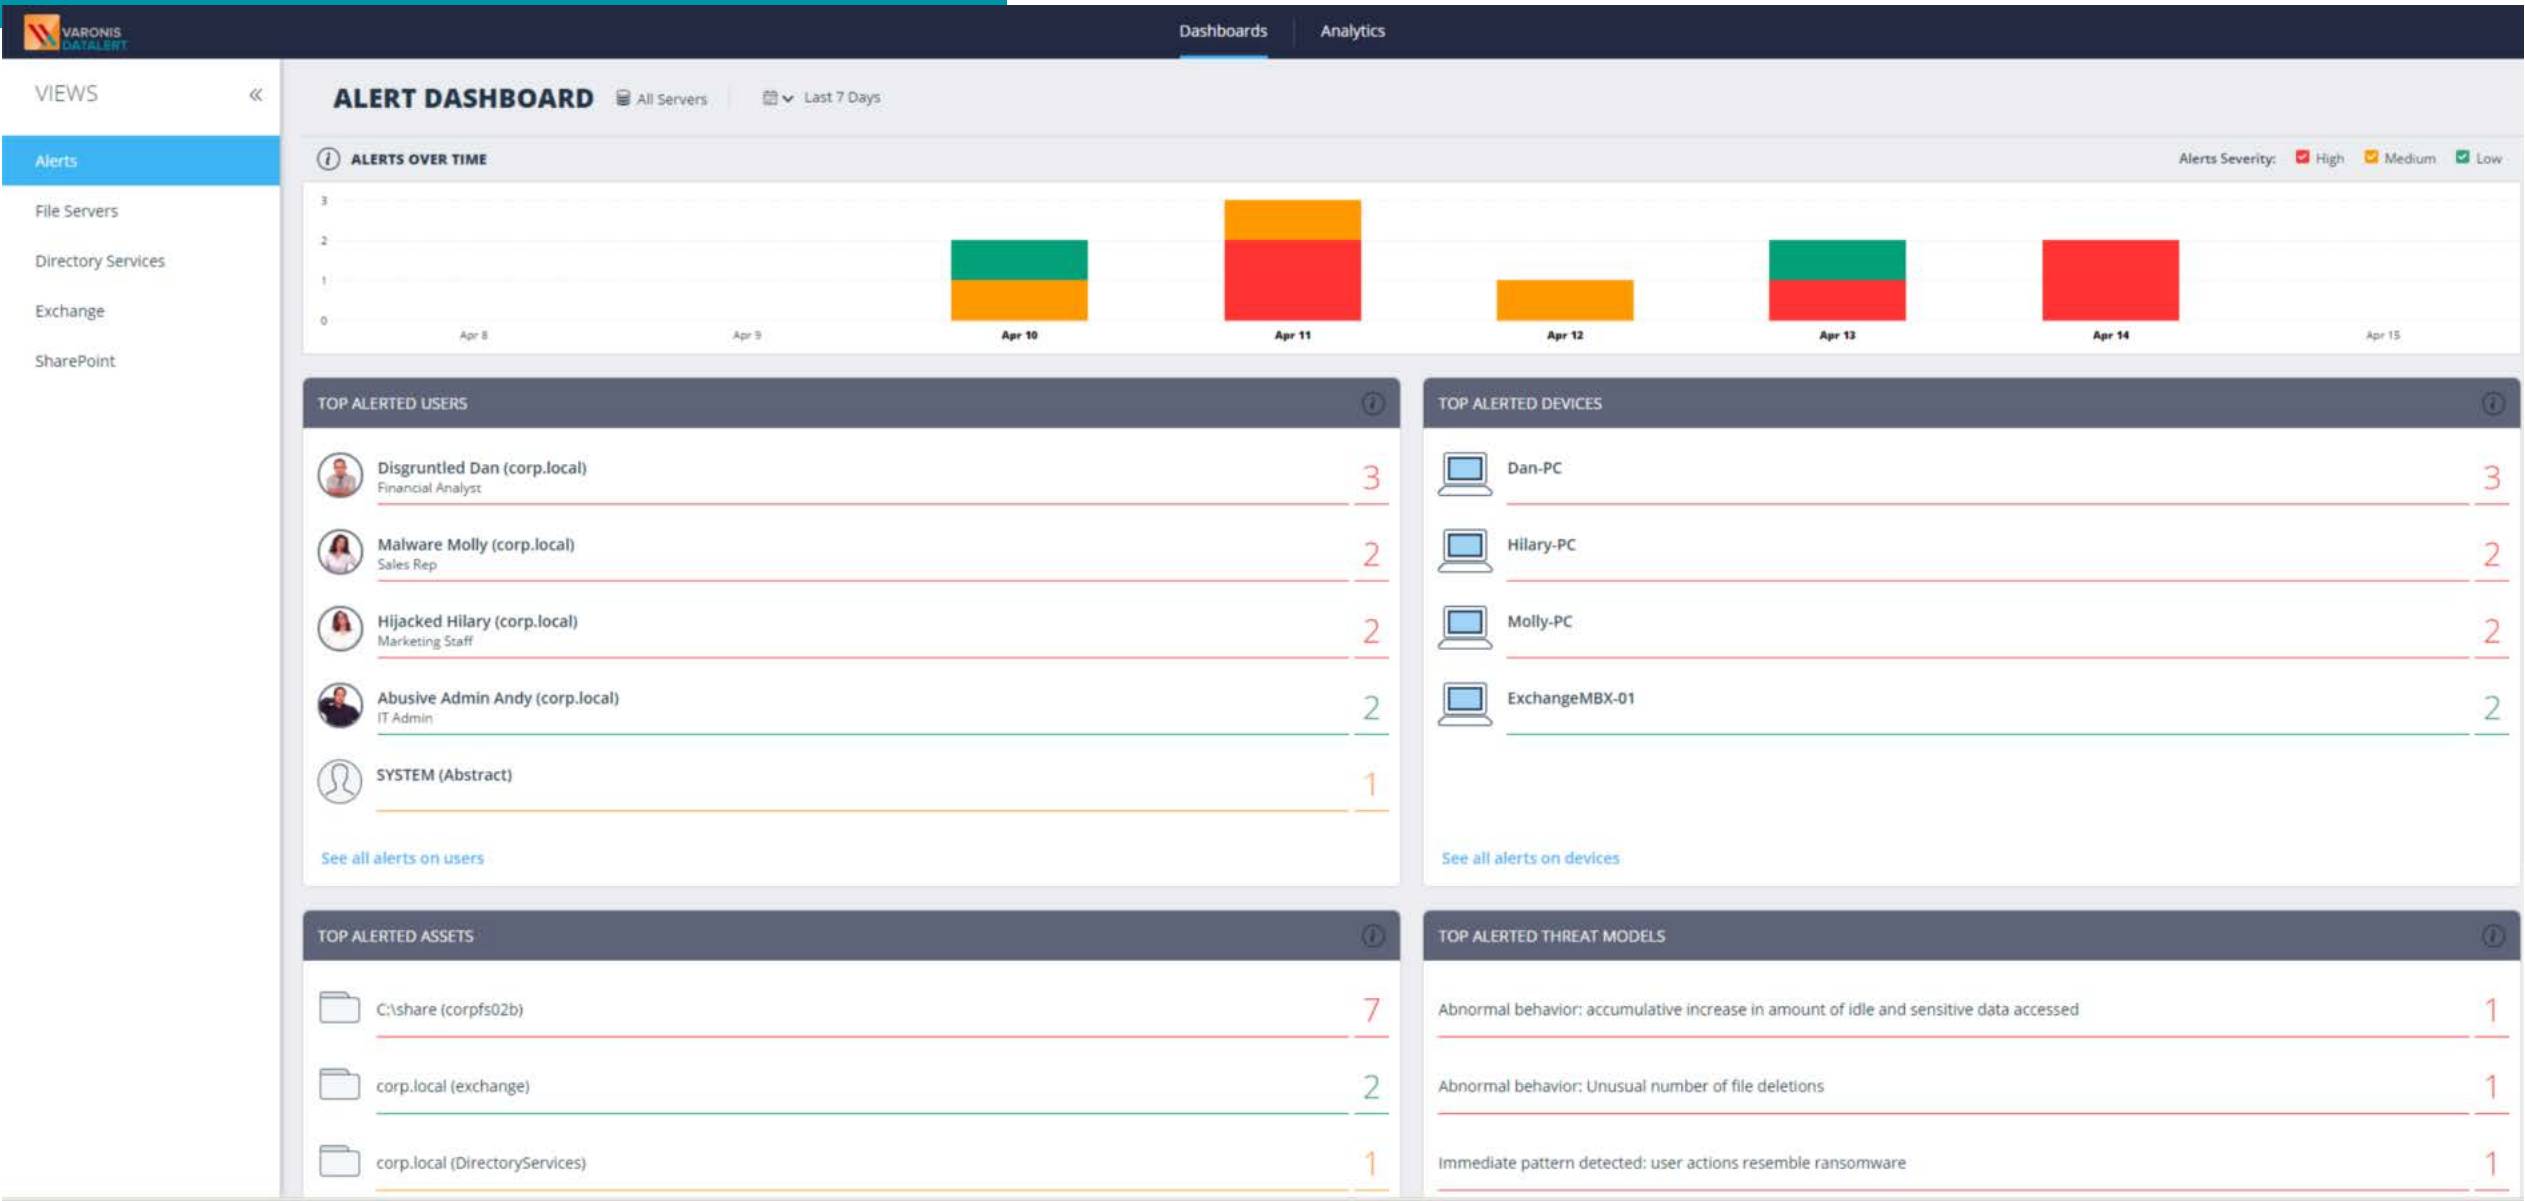 VARONIS
DATALERT
Dashboards
Analytics
VIEWS
«
ALERT DASHBOARD
All Servers
Last 7 Days
Alerts
File Servers
Directory Services
Exchange
SharePoint
ALERTS OVER TIME
Alerts Severity:
High
Medium
Low
3
2
1
0
Apr 8
Apr 9
Apr 10
Apr 11
Apr 12
Apr 13
Apr 14
Apr 15
TOP ALERTED USERS
Disgruntled Dan (corp.local)
Financial Analyst
3
Malware Molly (corp.local)
Sales Rep
2
Hijacked Hilary (corp.local)
Marketing Staff
2
Abusive Admin Andy (corp.local)
IT Admin
2
SYSTEM (Abstract)
1
See all alerts on users
TOP ALERTED DEVICES
Dan-PC
3
Hilary-PC
2
Molly-PC
2
ExchangeMBX-01
2
See all alerts on devices
TOP ALERTED ASSETS
C:\share (corpfs02b)
7
corp.local (exchange)
2
corp.local (DirectoryServices)
1
TOP ALERTED THREAT MODELS
Abnormal behavior: accumulative increase in amount of idle and sensitive data accessed
1
Abnormal behavior: Unusual number of file deletions
1
Immediate pattern detected: user actions resemble ransomware
1